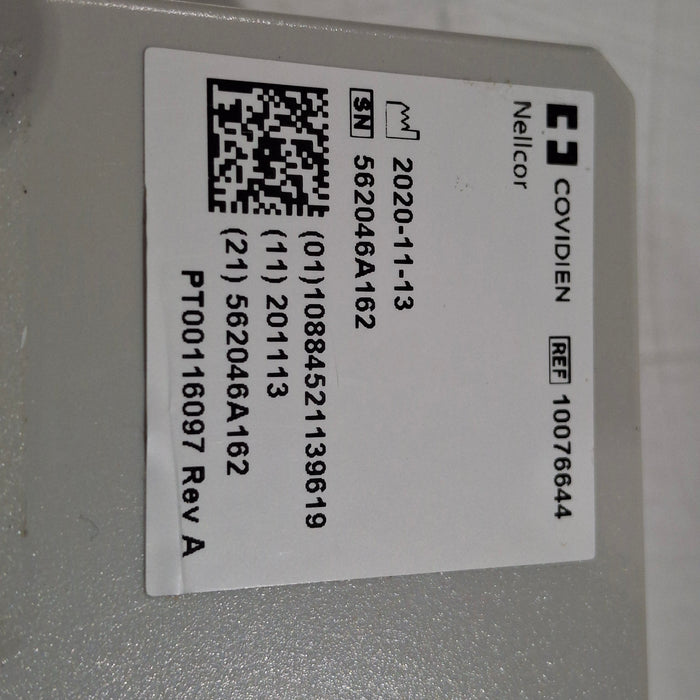 COVIDIEN REF 10076644
Nellcor
2020-11-13
SN 562046A162
(01)10884521139619
(11) 201113
(21) 562046A162
PT00116097 Rev A